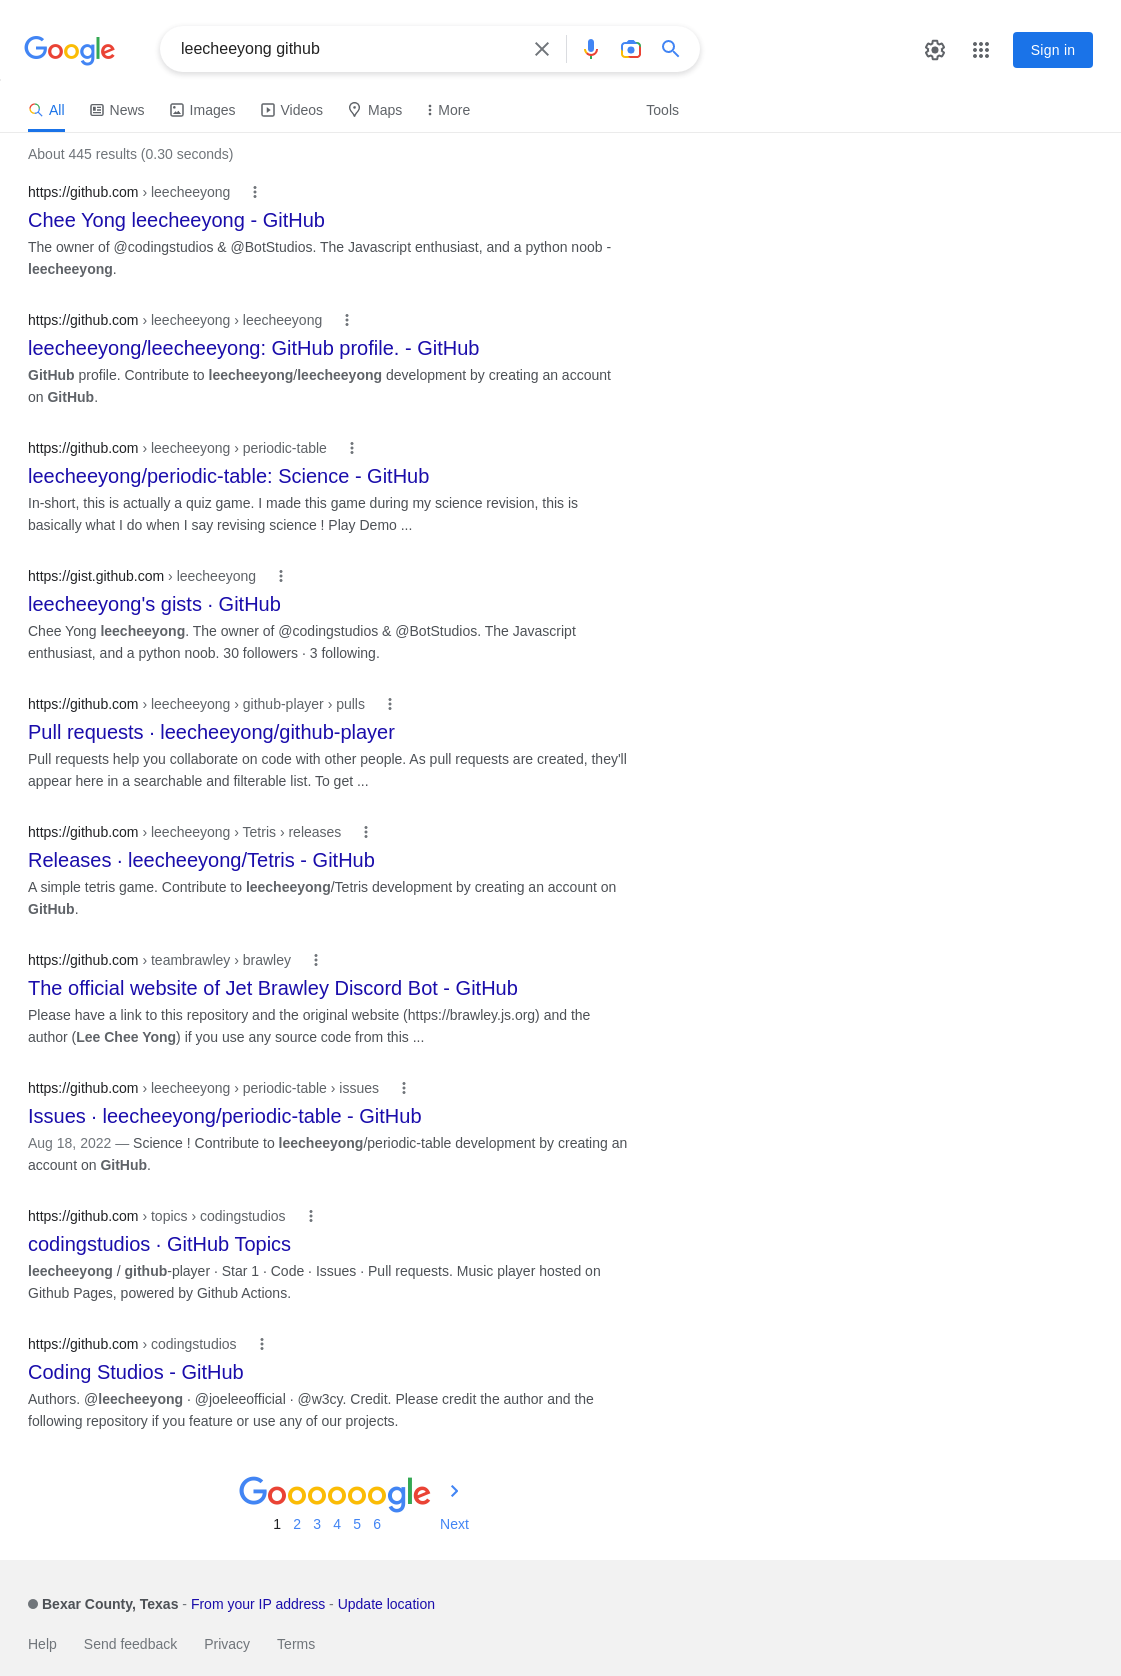 Google
leecheeyong github
Sign in
All
News
Images
Videos
Maps
More
Tools
About 445 results (0.30 seconds)
https://github.com › leecheeyong
Chee Yong leecheeyong - GitHub
The owner of @codingstudios & @BotStudios. The Javascript enthusiast, and a python noob -
leecheeyong.
https://github.com › leecheeyong › leecheeyong
leecheeyong/leecheeyong: GitHub profile. - GitHub
GitHub profile. Contribute to leecheeyong/leecheeyong development by creating an account
on GitHub.
https://github.com › leecheeyong › periodic-table
leecheeyong/periodic-table: Science - GitHub
In-short, this is actually a quiz game. I made this game during my science revision, this is
basically what I do when I say revising science ! Play Demo ...
https://gist.github.com › leecheeyong
leecheeyong's gists · GitHub
Chee Yong leecheeyong. The owner of @codingstudios & @BotStudios. The Javascript
enthusiast, and a python noob. 30 followers · 3 following.
https://github.com › leecheeyong › github-player › pulls
Pull requests · leecheeyong/github-player
Pull requests help you collaborate on code with other people. As pull requests are created, they'll
appear here in a searchable and filterable list. To get ...
https://github.com › leecheeyong › Tetris › releases
Releases · leecheeyong/Tetris - GitHub
A simple tetris game. Contribute to leecheeyong/Tetris development by creating an account on
GitHub.
https://github.com › teambrawley › brawley
The official website of Jet Brawley Discord Bot - GitHub
Please have a link to this repository and the original website (https://brawley.js.org) and the
author (Lee Chee Yong) if you use any source code from this ...
https://github.com › leecheeyong › periodic-table › issues
Issues · leecheeyong/periodic-table - GitHub
Aug 18, 2022 — Science ! Contribute to leecheeyong/periodic-table development by creating an
account on GitHub.
https://github.com › topics › codingstudios
codingstudios · GitHub Topics
leecheeyong / github-player · Star 1 · Code · Issues · Pull requests. Music player hosted on
Github Pages, powered by Github Actions.
https://github.com › codingstudios
Coding Studios - GitHub
Authors. @leecheeyong · @joeleeofficial · @w3cy. Credit. Please credit the author and the
following repository if you feature or use any of our projects.
Goooooogle
1 2 3 4 5 6 Next
Bexar County, Texas - From your IP address - Update location
Help Send feedback Privacy Terms